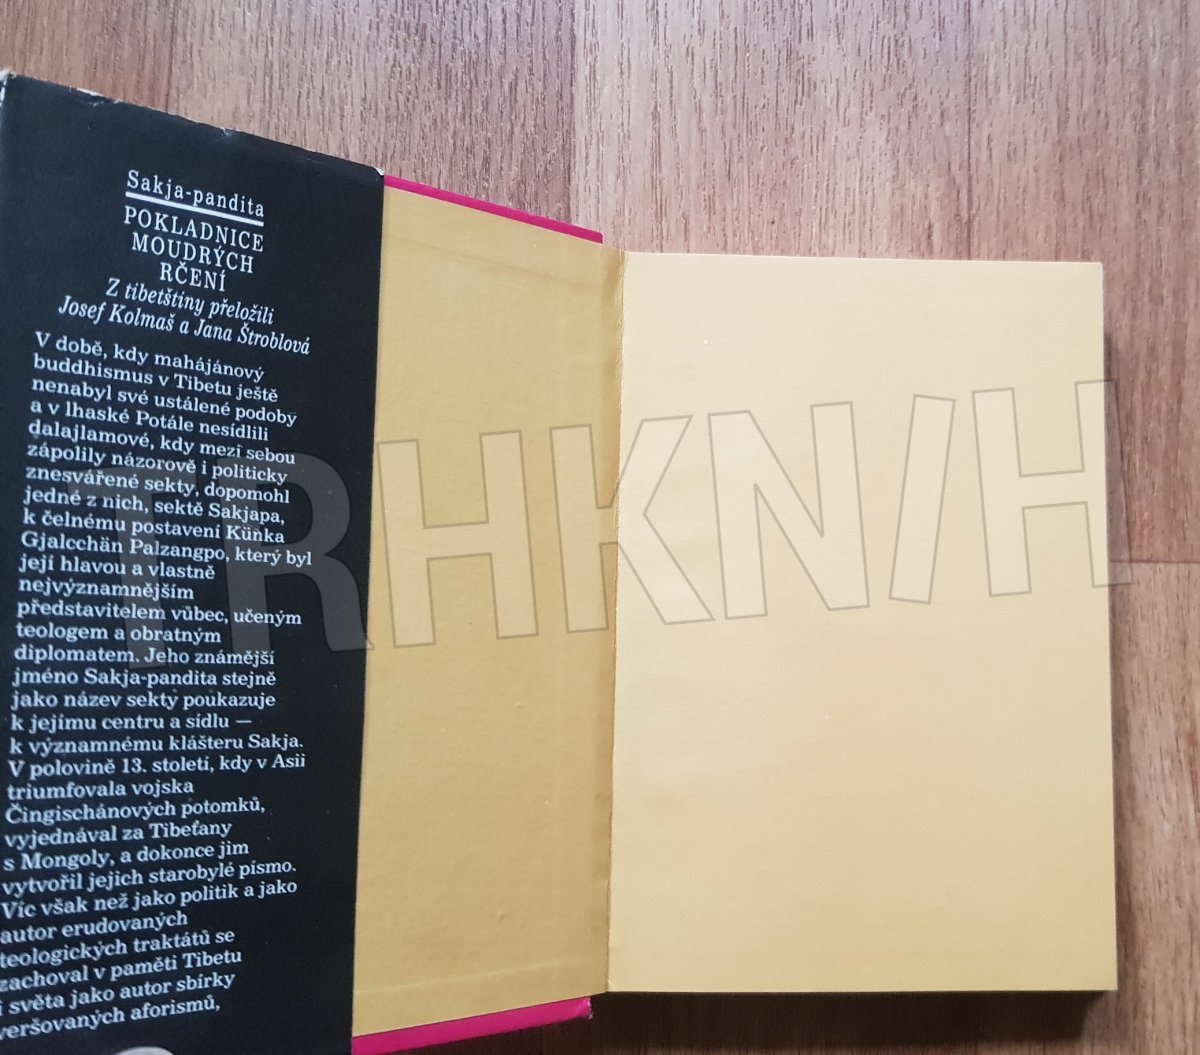 Sakja-pandita
POKLADNICE
MOUDRÝCH
RČENÍ
Z tibetštiny přeložili
Josef Kolmaš a Jana Štroblová
V době, kdy mahájánový
buddhismus v Tibetu ještě
nenabyl své ustálené podoby
a v lhaské Potále nesídlili
dalajlamové, kdy mezi sebou
zápolily názorově i politicky
znesvářené sekty, dopomohl
jedné z nich, sektě Sakjapa,
k čelnému postavení Künka
Gjalcchän Palzangpo, který byl
její hlavou a vlastně
nejvýznamnějším
představitelem vůbec, učeným
teologem a obratným
diplomatem. Jeho známější
jméno Sakja-pandita stejně
jako název sekty poukazuje
k jejímu centru a sídlu —
k významnému klášteru Sakja.
V polovině 13. století, kdy v Asii
triumfovala vojska
Čingischánových potomků,
vyjednával za Tibeťany
s Mongoly, a dokonce jim
vytvořil jejich starobylé písmo.
Víc však než jako politik a jako
autor erudovaných
teologických traktátů se
zachoval v paměti Tibetu
i světa jako autor sbírky
veršovaných aforismů,
TRHKNIH